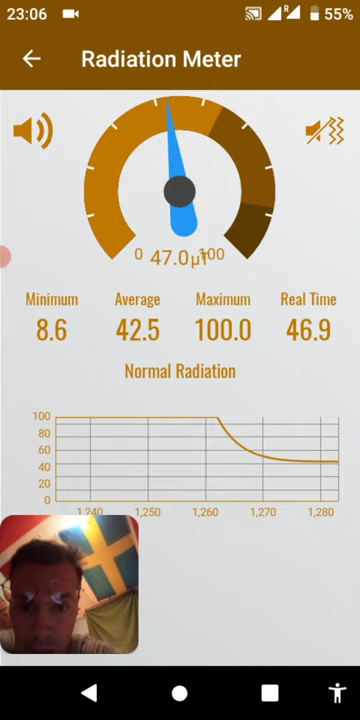 23:06
R
55%
Radiation Meter
0 47.0µT 100
Minimum Average Maximum Real Time
8.6 42.5 100.0 46.9
Normal Radiation
100
80
60
40
20
0
1,240 1,250 1,260 1,270 1,280